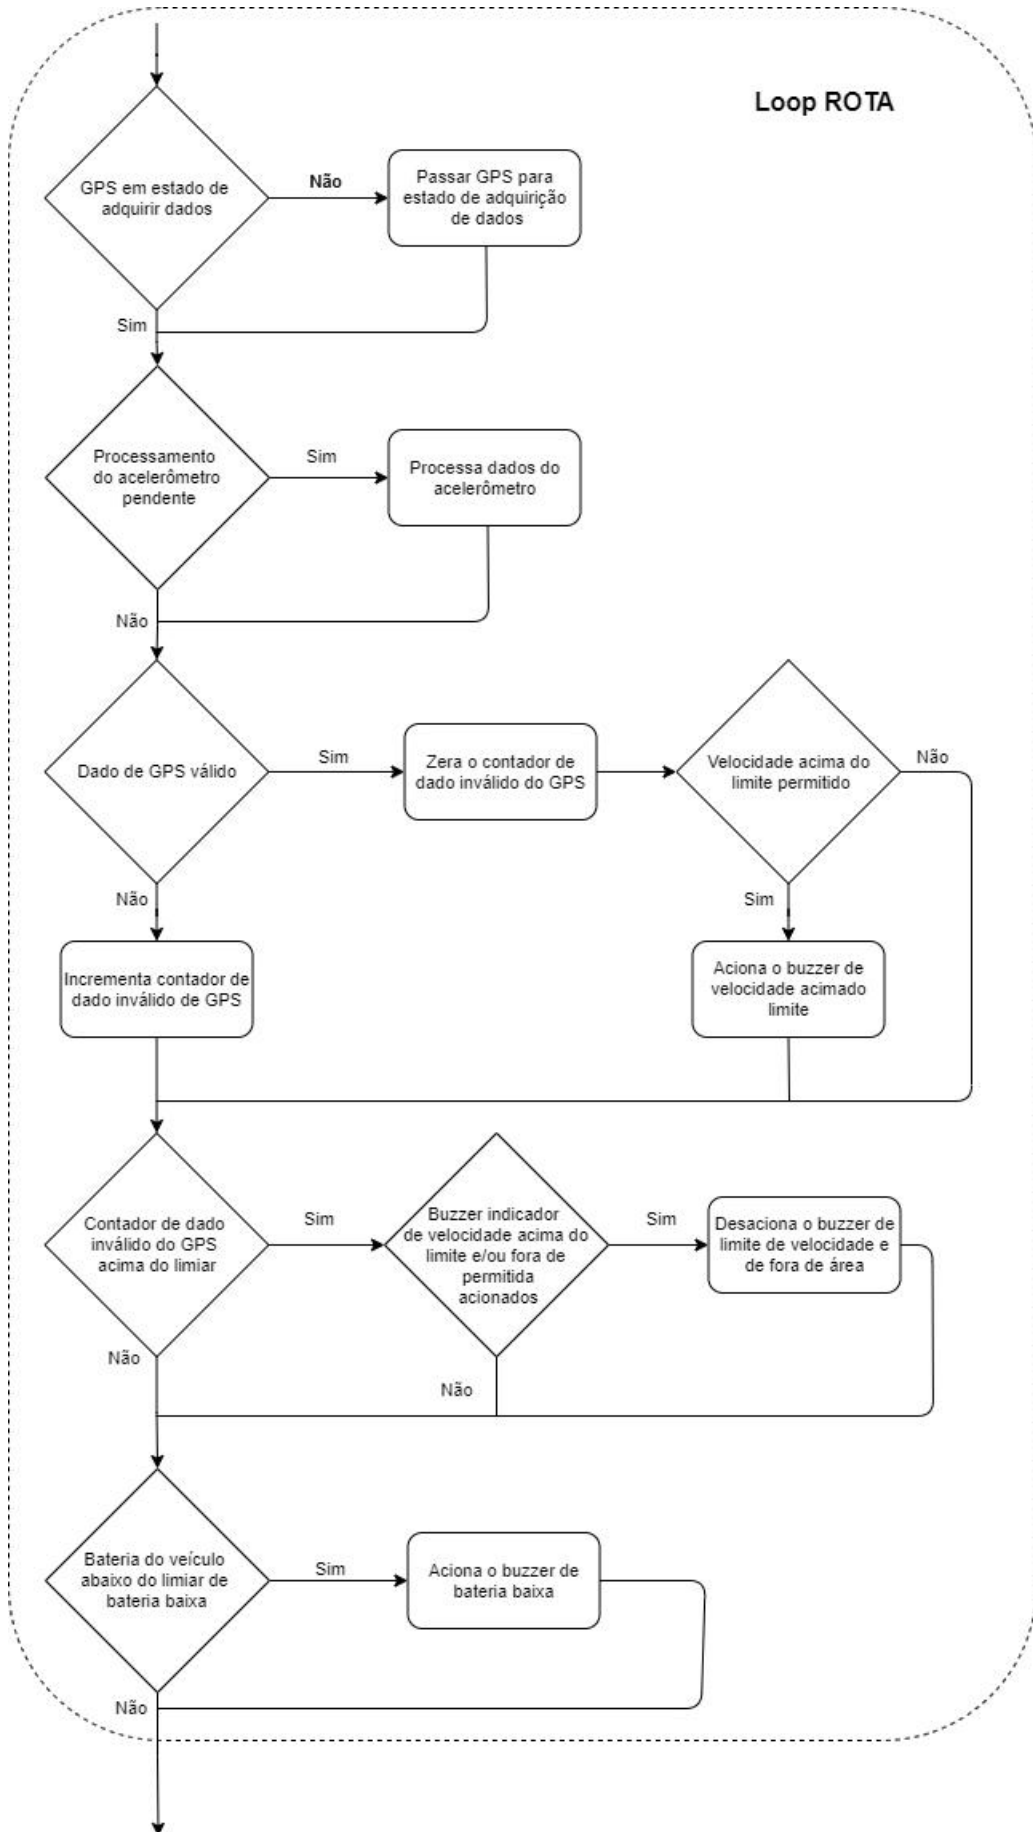 Loop ROTA
GPS em estado de
adquirir dados
Não
Passar GPS para
estado de adquirição
de dados
Sim
Processamento
do acelerômetro
pendente
Sim
Processa dados do
acelerômetro
Não
Dado de GPS válido
Sim
Zera o contador de
dado inválido do GPS
Velocidade acima do
limite permitido
Não
Não
Sim
Incrementa contador de
dado inválido de GPS
Aciona o buzzer de
velocidade acimado
limite
Contador de dado
inválido do GPS
acima do limiar
Sim
Buzzer indicador
de velocidade acima do
limite e/ou fora de
permitida
acionados
Sim
Desaciona o buzzer de
limite de velocidade e
de fora de área
Não
Não
Bateria do veículo
abaixo do limiar de
bateria baixa
Sim
Aciona o buzzer de
bateria baixa
Não